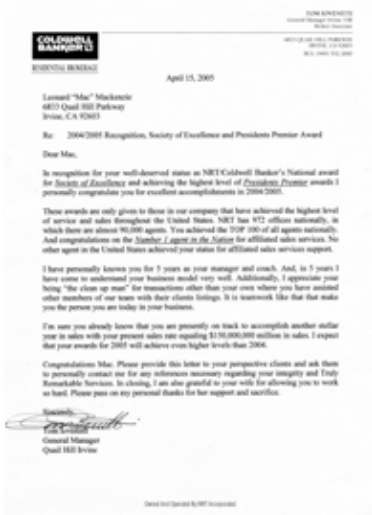 COLDWELL
BANKER
RESIDENTIAL BROKERAGE
April 15, 2005
Leonard "Mac" Mackenzie
6833 Quail Hill Parkway
Irvine, CA 92603
Re: 2004/2005 Recognition, Society of Excellence and Presidents Premier Award
Dear Mac,
In recognition for your well-deserved status as NRT/Coldwell Banker's National award
for Society of Excellence and achieving the highest level of Presidents Premier awards I
personally congratulate you for excellent accomplishments in 2004/2005.
These awards are only given to those in our company that have achieved the highest level
of service and sales throughout the United States. NRT has 972 offices nationally, in
which there are almost 90,000 agents. You achieved the TOP 100 of all agents nationally.
And congratulations on the Number 1 agent in the Nation for affiliated sales services. No
other agent in the United States achieved your status for affiliated sales services support.
I have personally known you for 5 years as your manager and coach. And, in 5 years I
have come to understand your business model very well. Additionally, I appreciate your
being "the clean up man" for transactions other than your own where you have assisted
other members of our team with their clients listings. It is teamwork like that that make
you the person you are today in your business.
I'm sure you already know that you are presently on track to accomplish another stellar
year in sales with your present sales rate equaling $150,000,000 million in sales. I expect
that your awards for 2005 will achieve even higher levels than 2004.
Congratulations Mac. Please provide this letter to your perspective clients and ask them
to personally contact me for any references necessary regarding your integrity and Truly
Remarkable Services. In closing, I am also grateful to your wife for allowing you to work
so hard. Please pass on my personal thanks for her support and sacrifice.
Sincerely,
General Manager
Quail Hill Irvine
Owned And Operated By NRT Incorporated